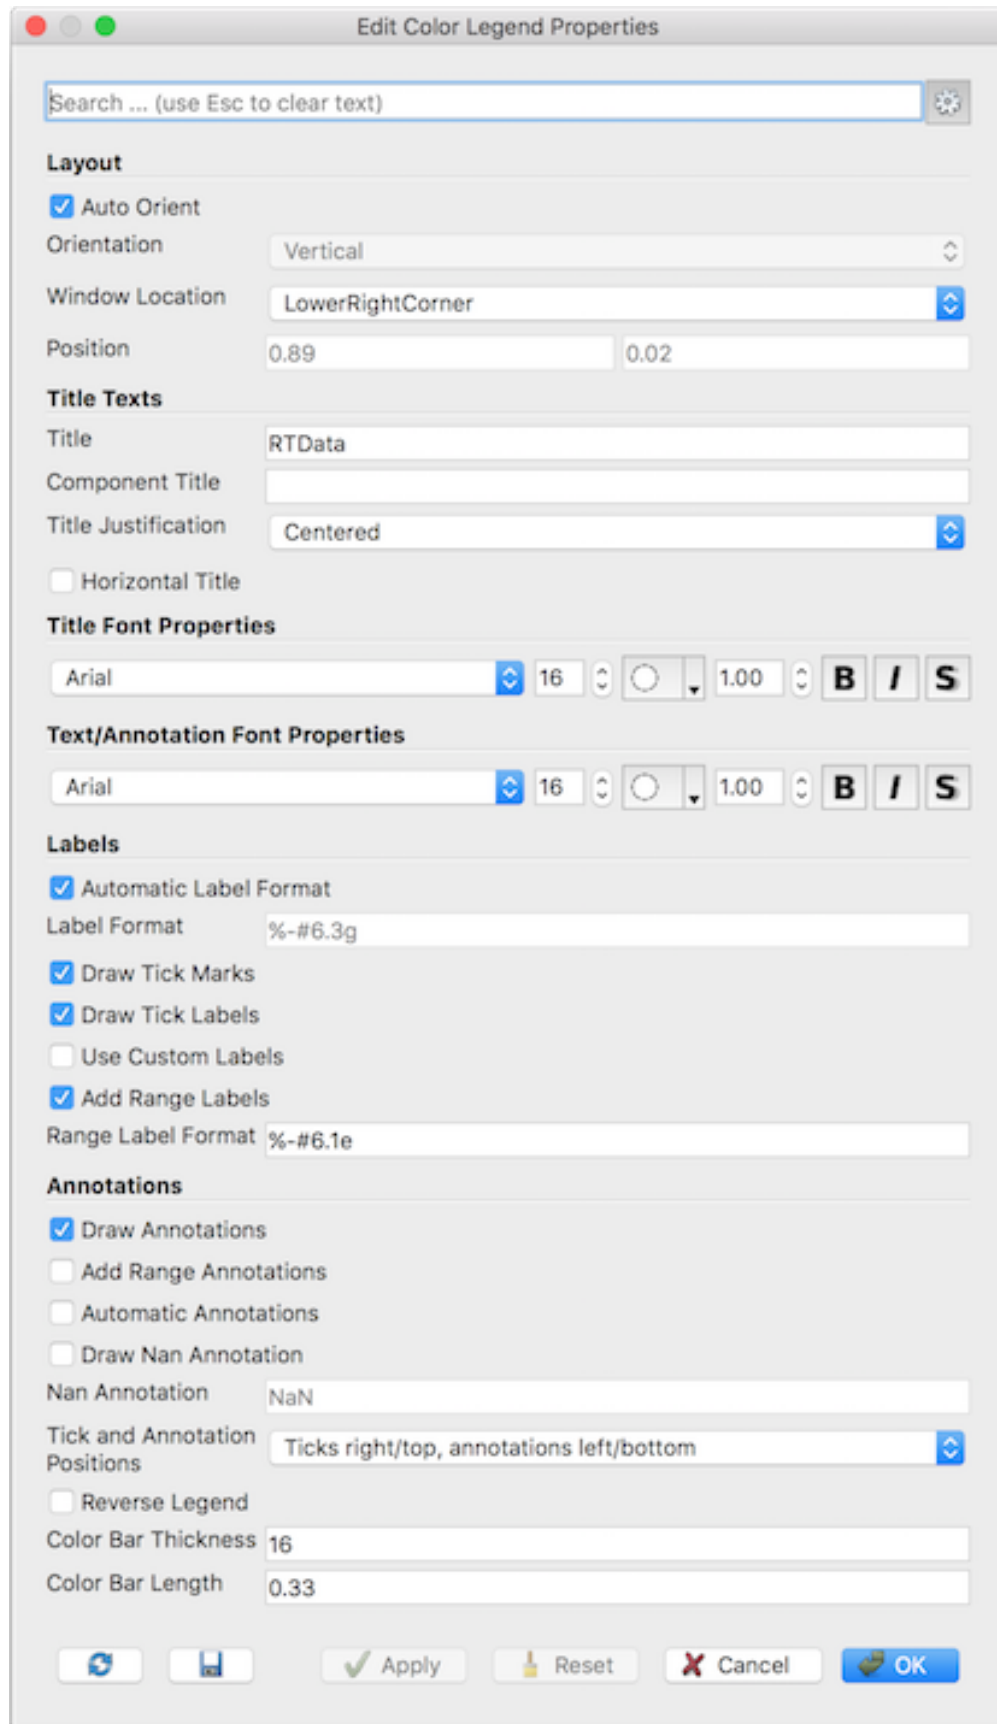 Edit Color Legend Properties
Search ... (use Esc to clear text)
Layout
Auto Orient
Orientation Vertical
Window Location LowerRightCorner
Position 0.89 0.02
Title Texts
Title RTData
Component Title
Title Justification Centered
Horizontal Title
Title Font Properties
Arial 16 1.00 B I S
Text/Annotation Font Properties
Arial 16 1.00 B I S
Labels
Automatic Label Format
Label Format %-#6.3g
Draw Tick Marks
Draw Tick Labels
Use Custom Labels
Add Range Labels
Range Label Format %-#6.1e
Annotations
Draw Annotations
Add Range Annotations
Automatic Annotations
Draw Nan Annotation
Nan Annotation NaN
Tick and Annotation
Positions Ticks right/top, annotations left/bottom
Reverse Legend
Color Bar Thickness 16
Color Bar Length 0.33
Apply Reset Cancel OK